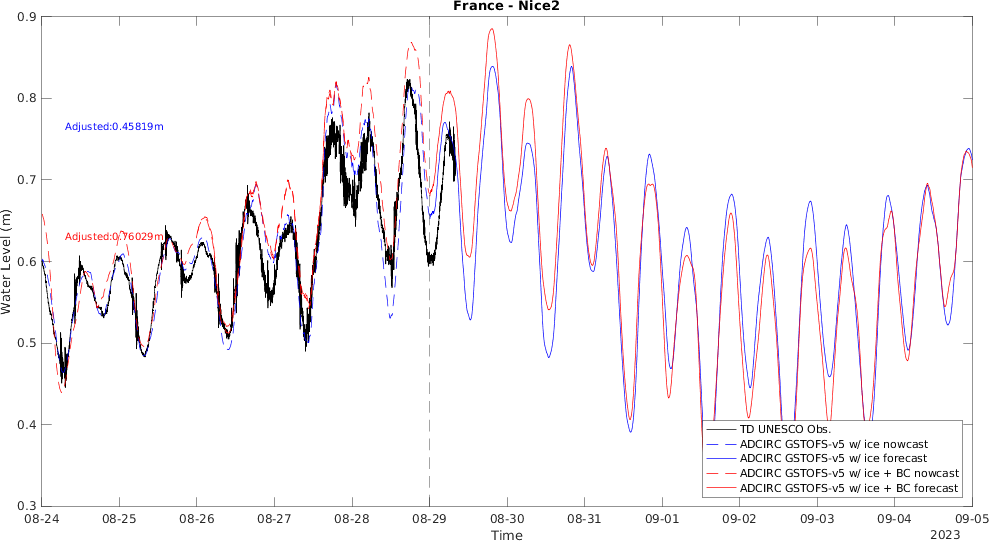 France - Nice2
0.9
0.8
0.7
0.6
0.5
0.4
0.3
Water Level (m)
Adjusted:0.45819m
Adjusted:0.76029m
TD UNESCO Obs.
ADCIRC GSTOFS-v5 w/ ice nowcast
ADCIRC GSTOFS-v5 w/ ice forecast
ADCIRC GSTOFS-v5 w/ ice + BC nowcast
ADCIRC GSTOFS-v5 w/ ice + BC forecast
08-24 08-25 08-26 08-27 08-28 08-29 08-30 08-31 09-01 09-02 09-03 09-04 09-05
Time
2023